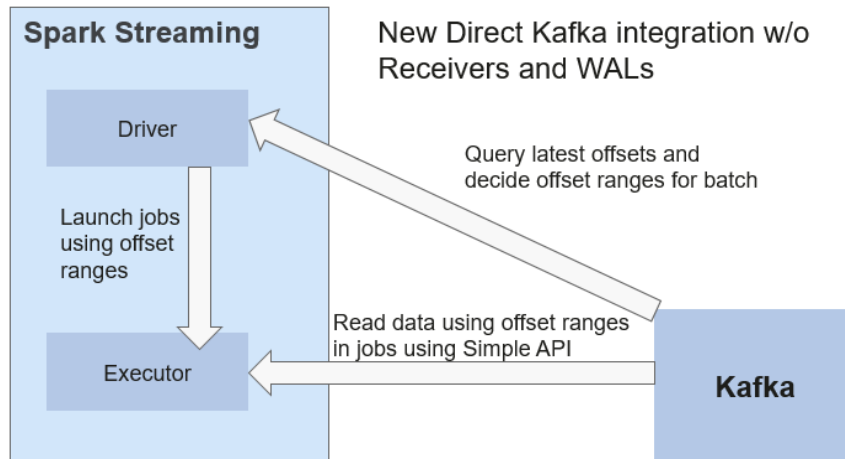 Spark Streaming
New Direct Kafka integration w/o
Receivers and WALs
Driver
Query latest offsets and
decide offset ranges for batch
Launch jobs
using offset
ranges
Read data using offset ranges
in jobs using Simple API
Executor
Kafka